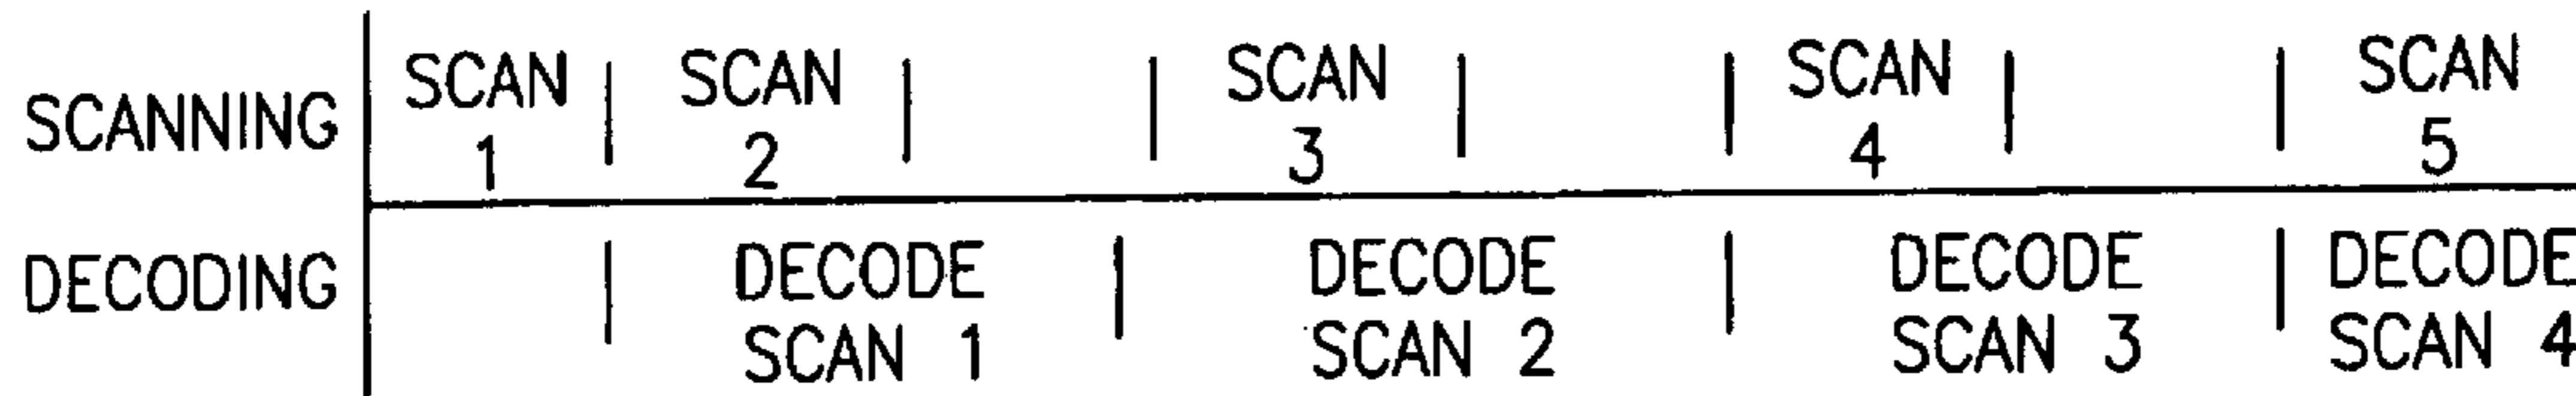 SCANNING SCAN SCAN SCAN SCAN SCAN
1 2 3 4 5
DECODING DECODE DECODE DECODE DECODE
SCAN 1 SCAN 2 SCAN 3 SCAN 4